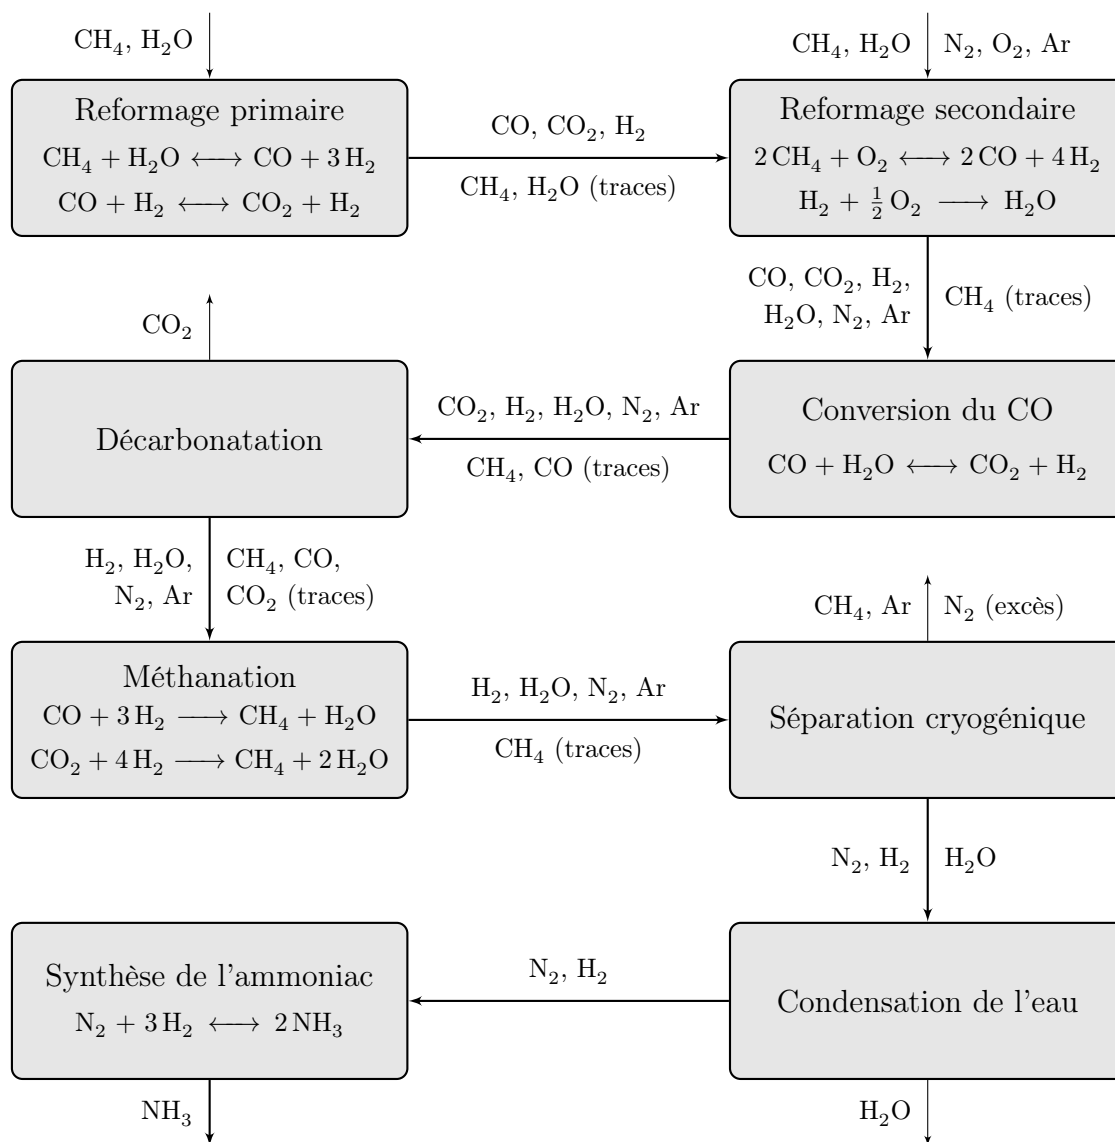 CH₄, H₂O
CH₄, H₂O N₂, O₂, Ar
Reformage primaire
CH₄ + H₂O ⟷ CO + 3 H₂
CO + H₂ ⟷ CO₂ + H₂
CO, CO₂, H₂
CH₄, H₂O (traces)
Reformage secondaire
2 CH₄ + O₂ ⟷ 2 CO + 4 H₂
H₂ + ½ O₂ ⟶ H₂O
CO, CO₂, H₂,
H₂O, N₂, Ar
CH₄ (traces)
CO₂
Décarbonatation
CO₂, H₂, H₂O, N₂, Ar
CH₄, CO (traces)
Conversion du CO
CO + H₂O ⟷ CO₂ + H₂
H₂, H₂O,
N₂, Ar
CH₄, CO,
CO₂ (traces)
CH₄, Ar N₂ (excès)
Méthanation
CO + 3 H₂ ⟶ CH₄ + H₂O
CO₂ + 4 H₂ ⟶ CH₄ + 2 H₂O
H₂, H₂O, N₂, Ar
CH₄ (traces)
Séparation cryogénique
N₂, H₂ H₂O
Synthèse de l'ammoniac
N₂ + 3 H₂ ⟷ 2 NH₃
N₂, H₂
Condensation de l'eau
NH₃
H₂O